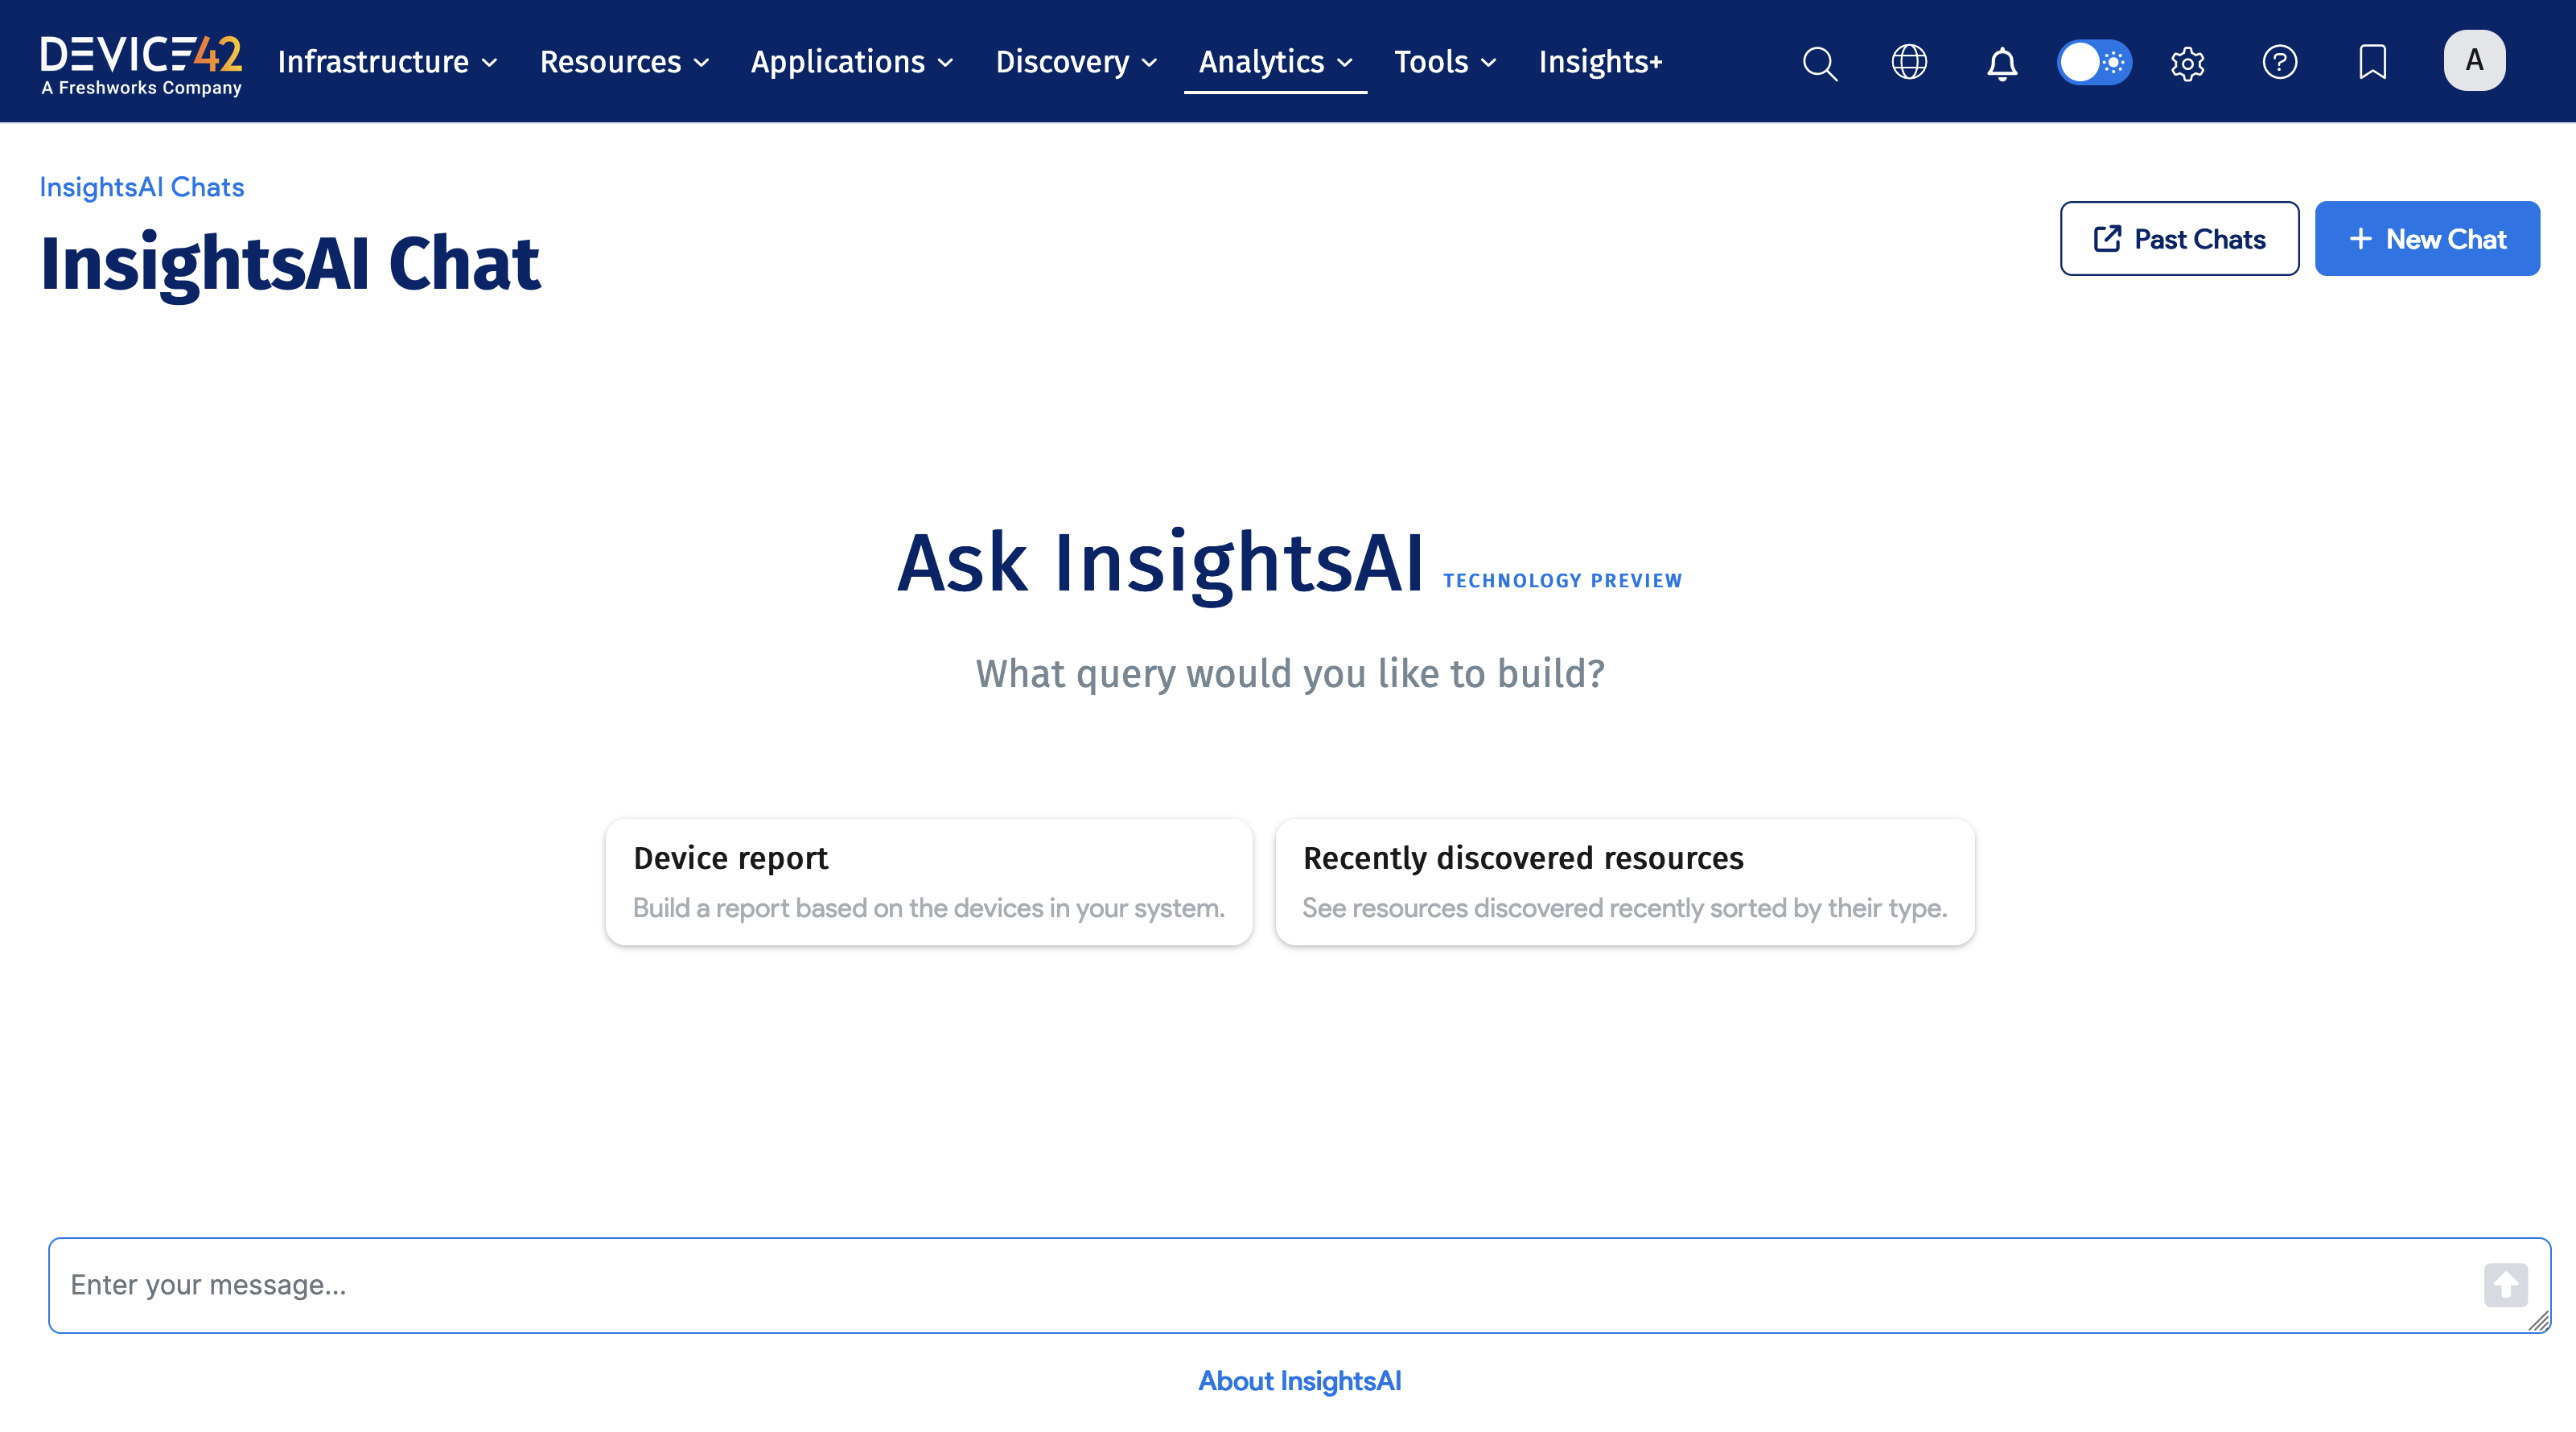 DEVICE42
A Freshworks Company
Infrastructure Resources Applications Discovery Analytics Tools Insights+
A
InsightsAI Chats
InsightsAI Chat
Past Chats
+ New Chat
Ask InsightsAI TECHNOLOGY PREVIEW
What query would you like to build?
Device report
Build a report based on the devices in your system.
Recently discovered resources
See resources discovered recently sorted by their type.
Enter your message...
About InsightsAI